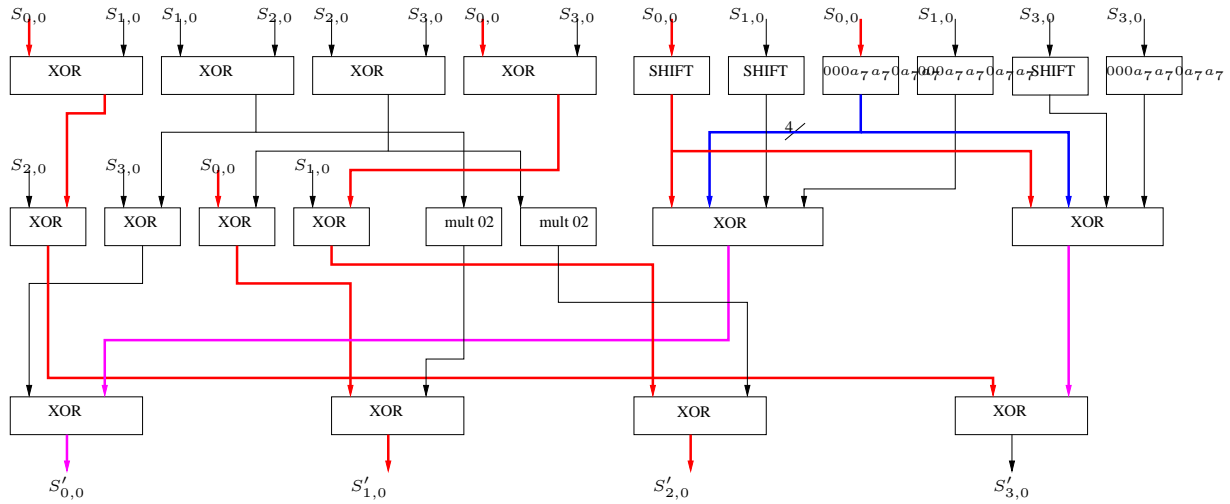 S0,0 S1,0 S1,0 S2,0 S2,0 S3,0 S0,0 S3,0 S0,0 S1,0 S0,0 S1,0 S3,0 S3,0
XOR XOR XOR XOR SHIFT SHIFT 000a7a70a7a7 000a7a70a7a7 SHIFT 000a7a70a7a7
4
S2,0 S3,0 S0,0 S1,0
XOR XOR XOR XOR mult 02 mult 02 XOR XOR
XOR XOR XOR XOR
S′0,0 S′1,0 S′2,0 S′3,0